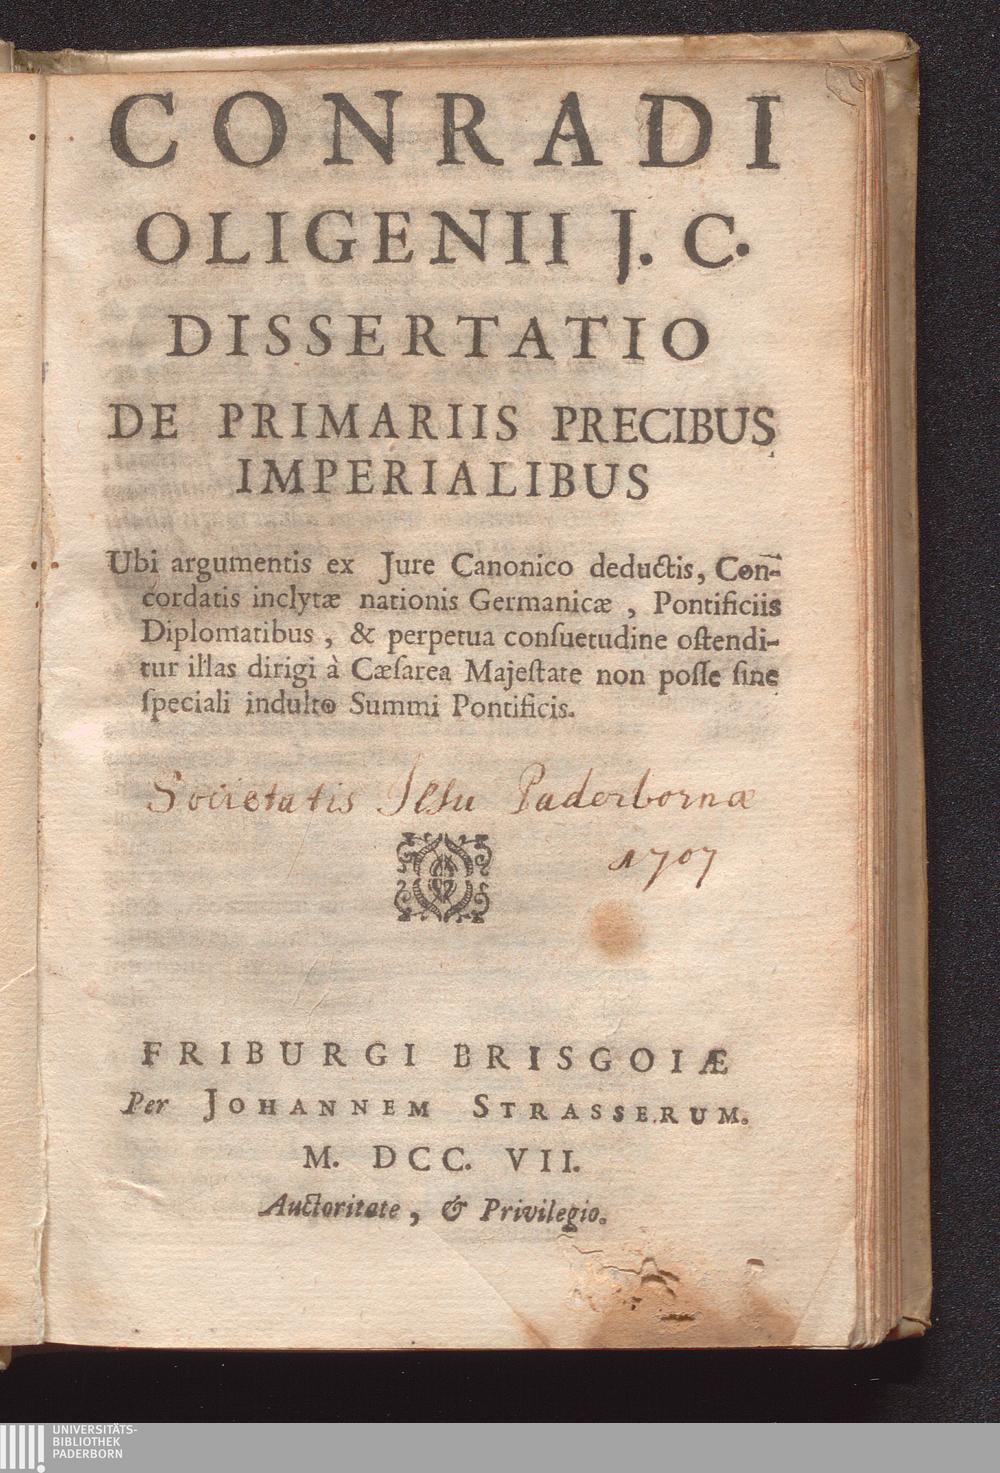 CONRADI
OLIGENII J. C.
DISSERTATIO
DE PRIMARIIS PRECIBUS
IMPERIALIBUS
Ubi argumentis ex Jure Canonico deductis, Con-
cordatis inclytæ nationis Germanicæ, Pontificiis
Diplomatibus, & perpetua conſuetudine oſtendi-
tur illas dirigi à Cæſarea Majeſtate non poſſe ſine
ſpeciali indulto Summi Pontificis.
Societatis Jesu Paderbornæ
1707
FRIBURGI BRISGOIÆ
Per JOHANNEM STRASSERUM.
M. DCC. VII.
Auctoritate, & Privilegio.
UNIVERSITÄTS-
BIBLIOTHEK
PADERBORN